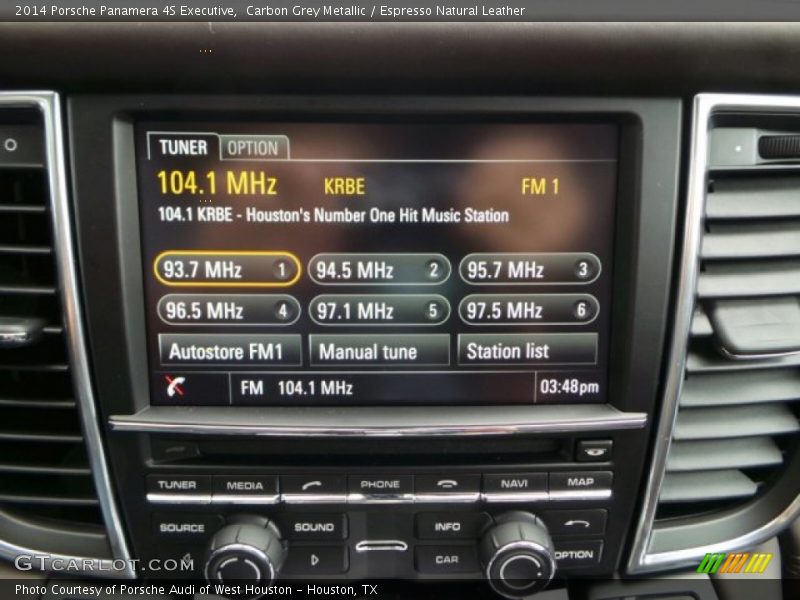 2014 Porsche Panamera 4S Executive,  Carbon Grey Metallic / Espresso Natural Leather
TUNER OPTION
104.1 MHz KRBE FM 1
104.1 KRBE - Houston's Number One Hit Music Station
93.7 MHz 1 94.5 MHz 2 95.7 MHz 3
96.5 MHz 4 97.1 MHz 5 97.5 MHz 6
Autostore FM1 Manual tune Station list
FM 104.1 MHz 03:48pm
TUNER MEDIA PHONE NAVI MAP
SOURCE SOUND INFO
CAR OPTION
GTCARLOT.COM
Photo Courtesy of Porsche Audi of West Houston - Houston, TX